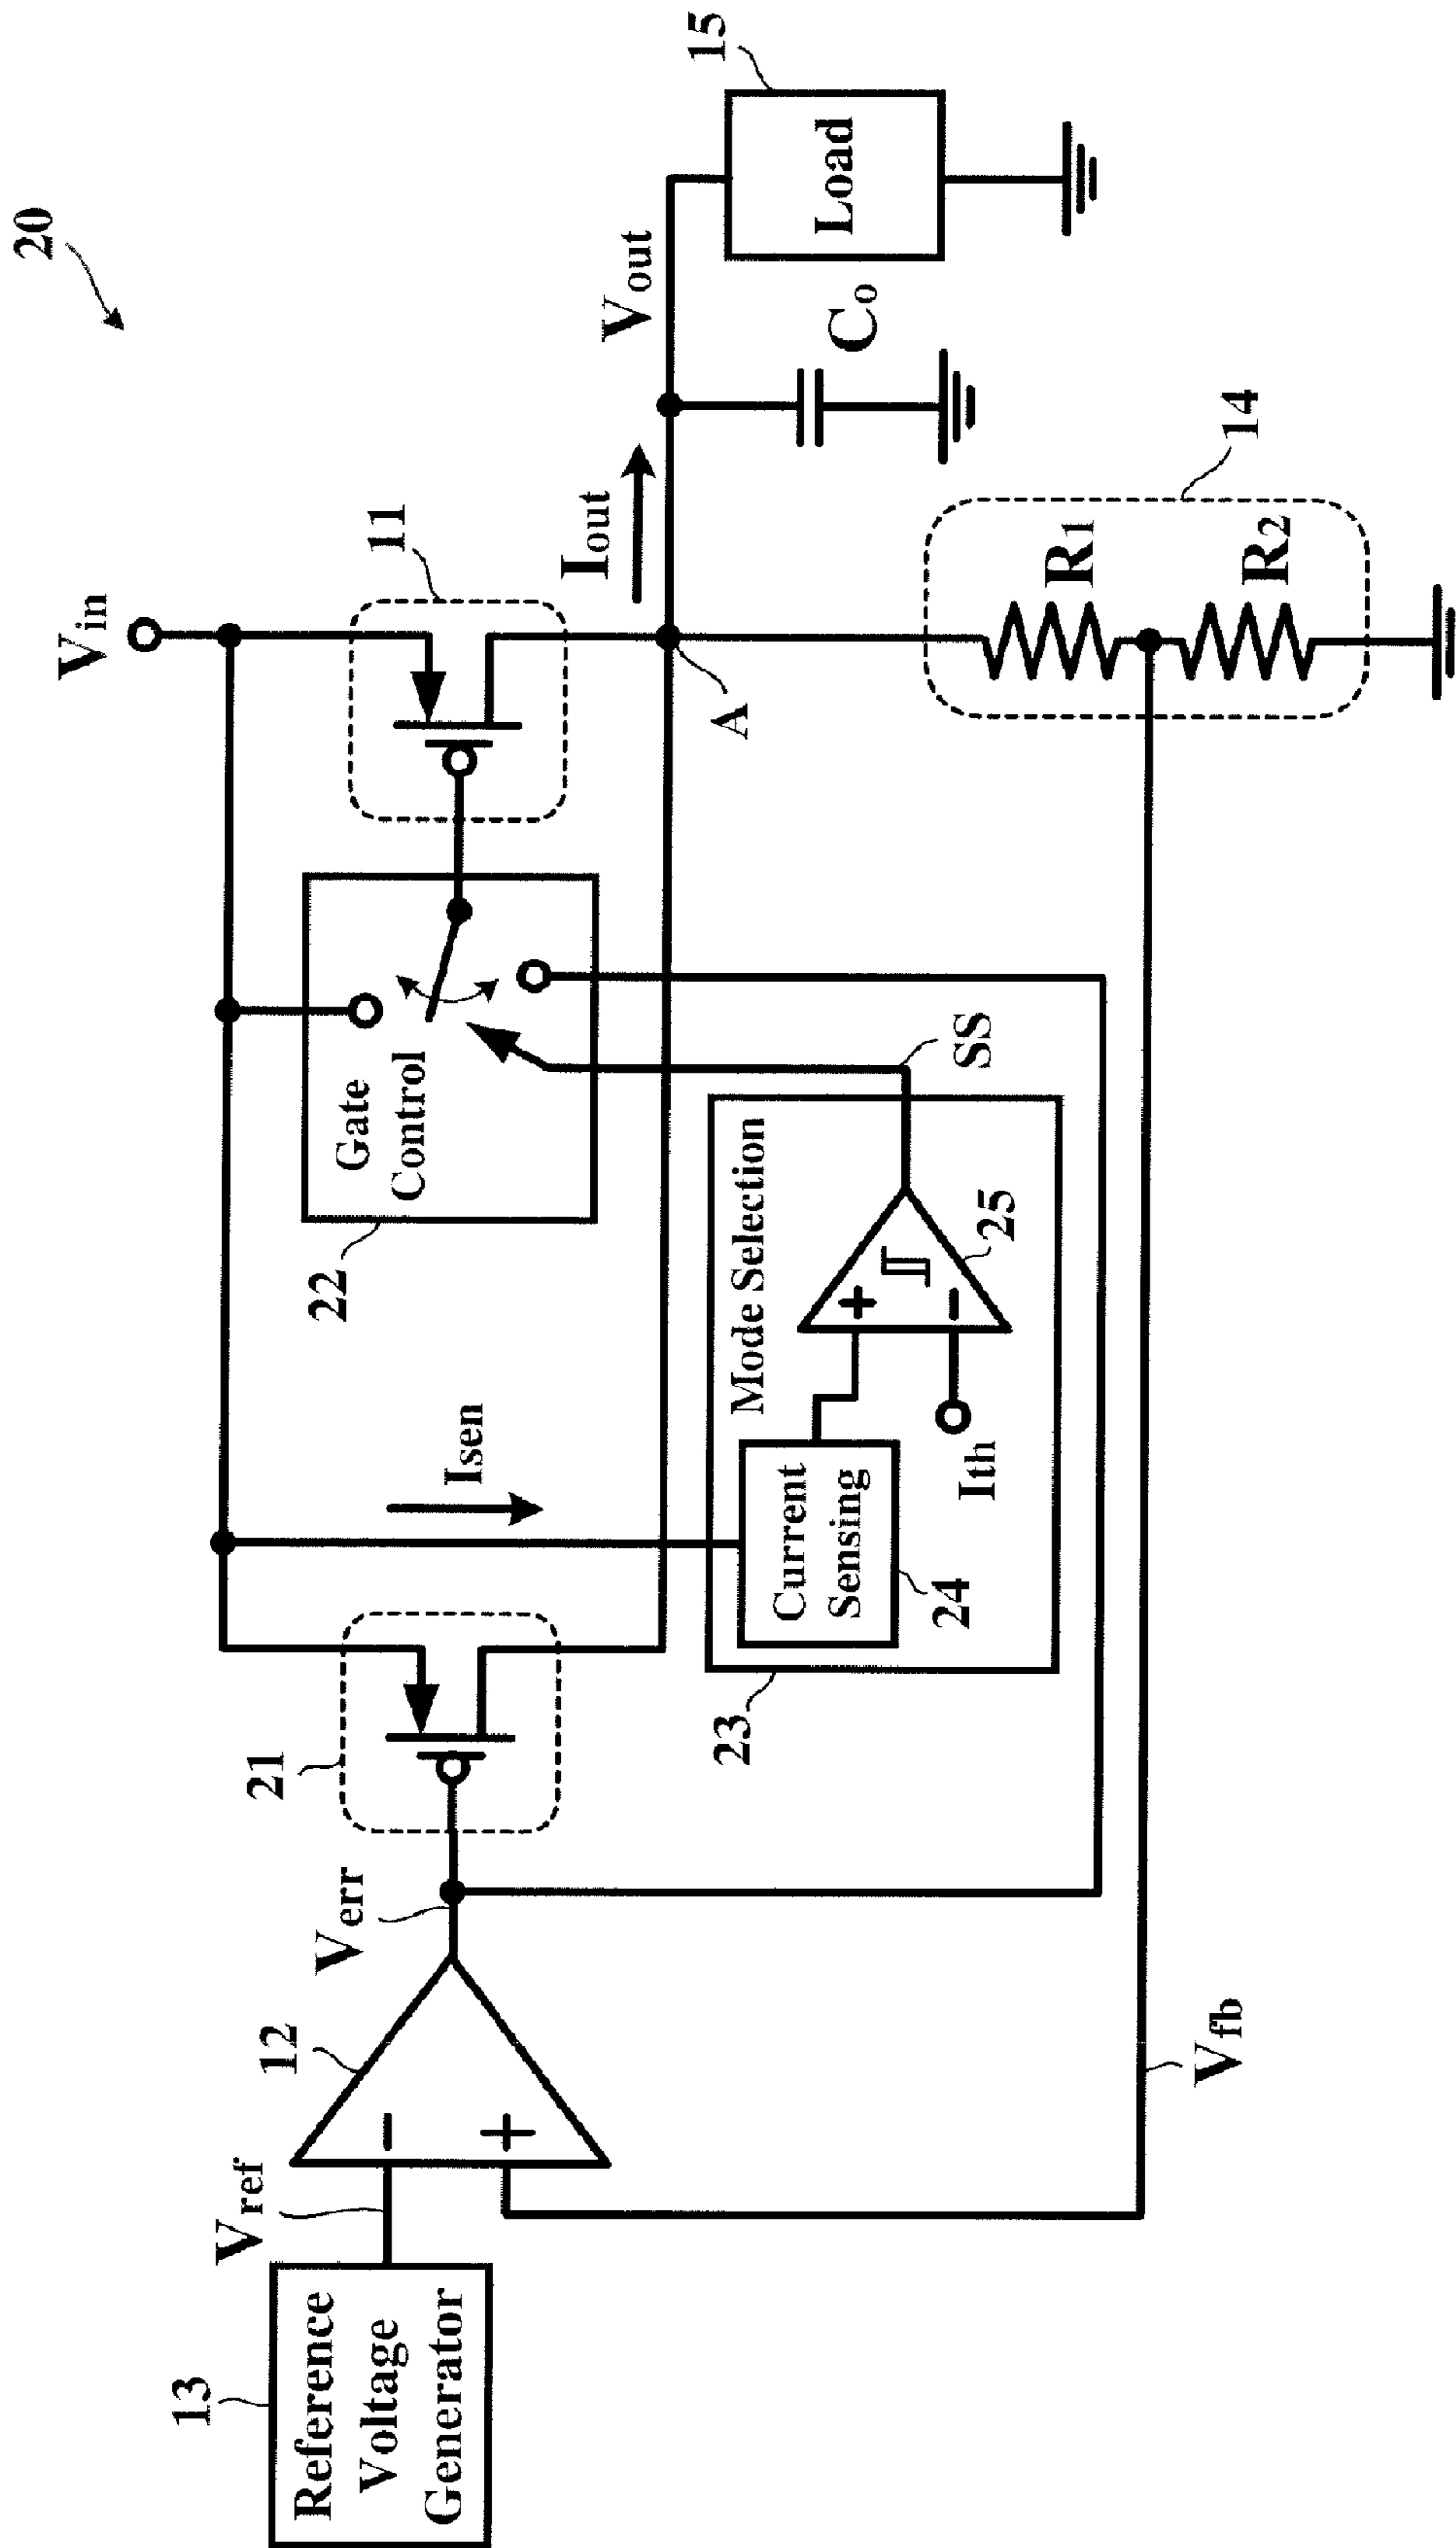 20
Vin
11
Iout
Vout
15
Load
Co
A
14
R1
R2
Gate
Control
22
Isen
SS
Mode Selection
+
−
25
Ith
Current
Sensing
24
23
21
Verr
12
−
+
Vref
Vfb
13
Reference
Voltage
Generator